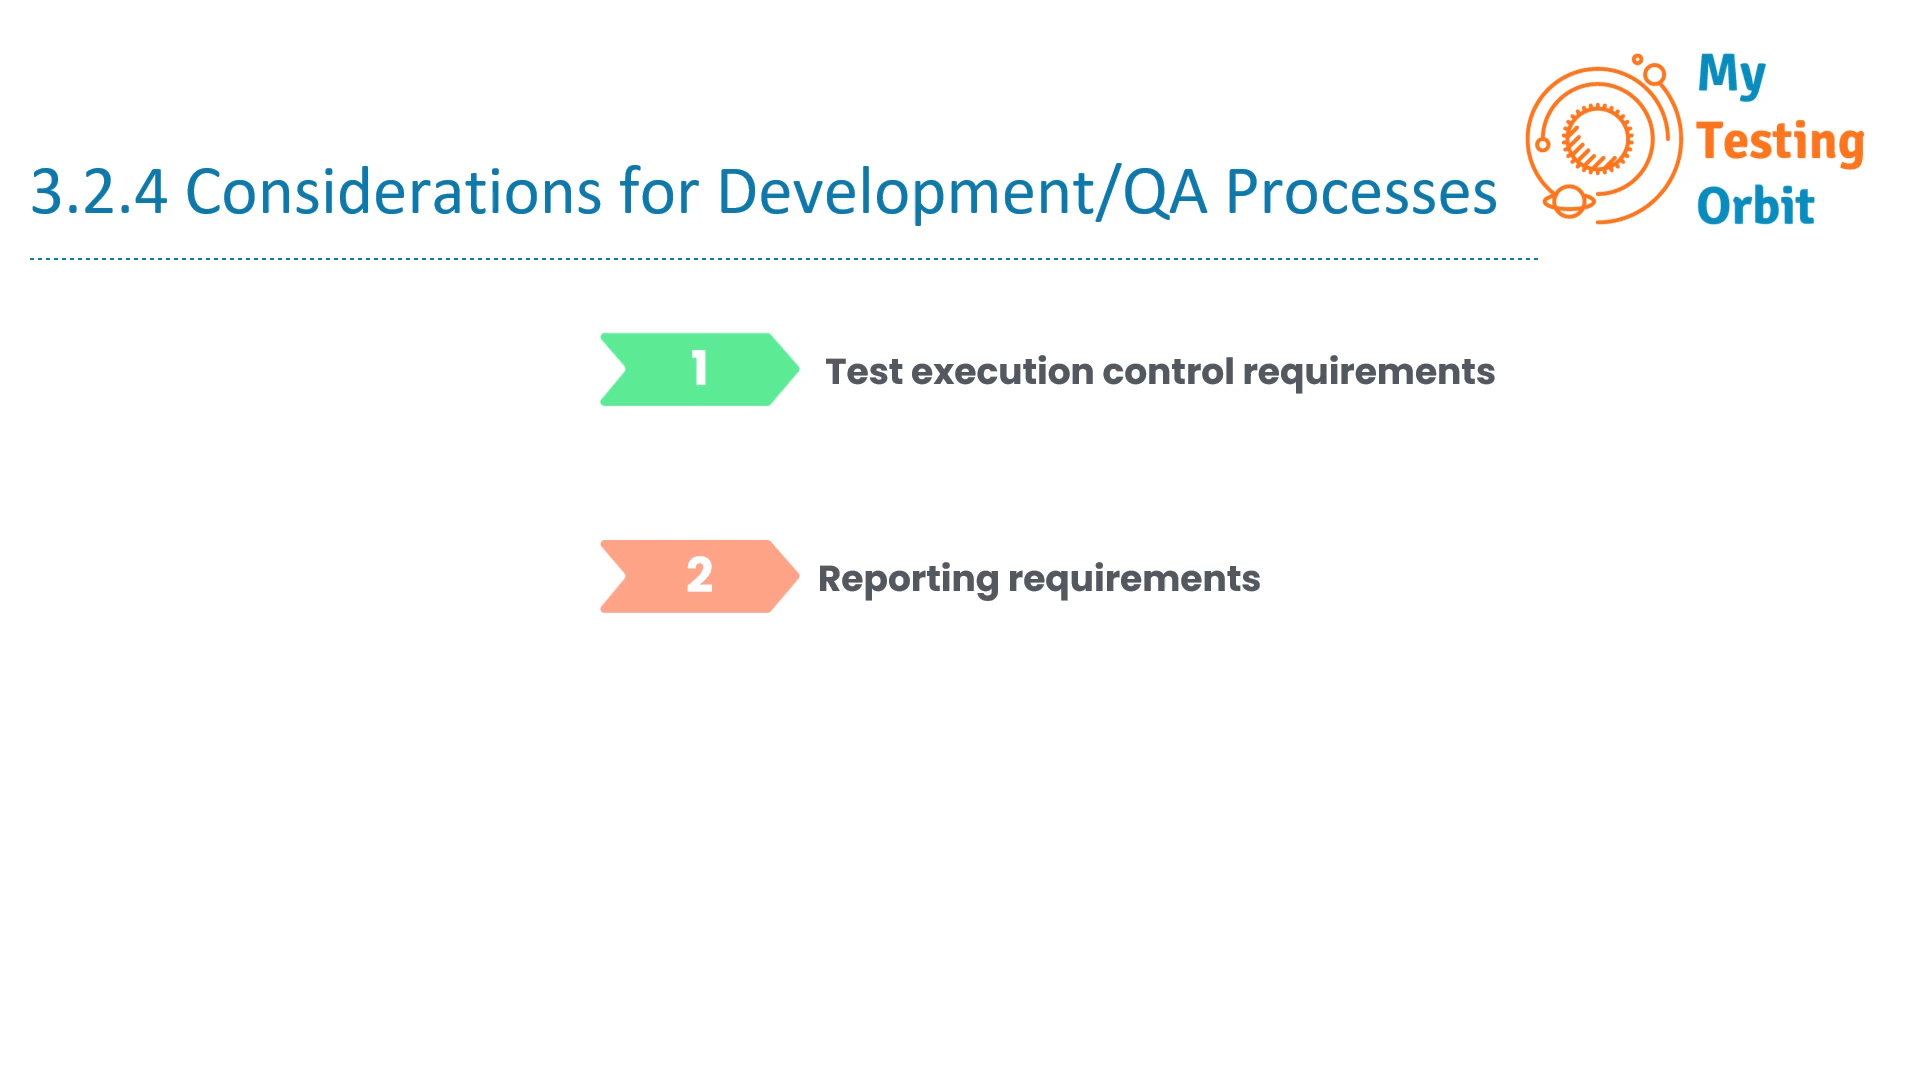 My
Testing
Orbit
3.2.4 Considerations for Development/QA Processes
1 Test execution control requirements
2 Reporting requirements